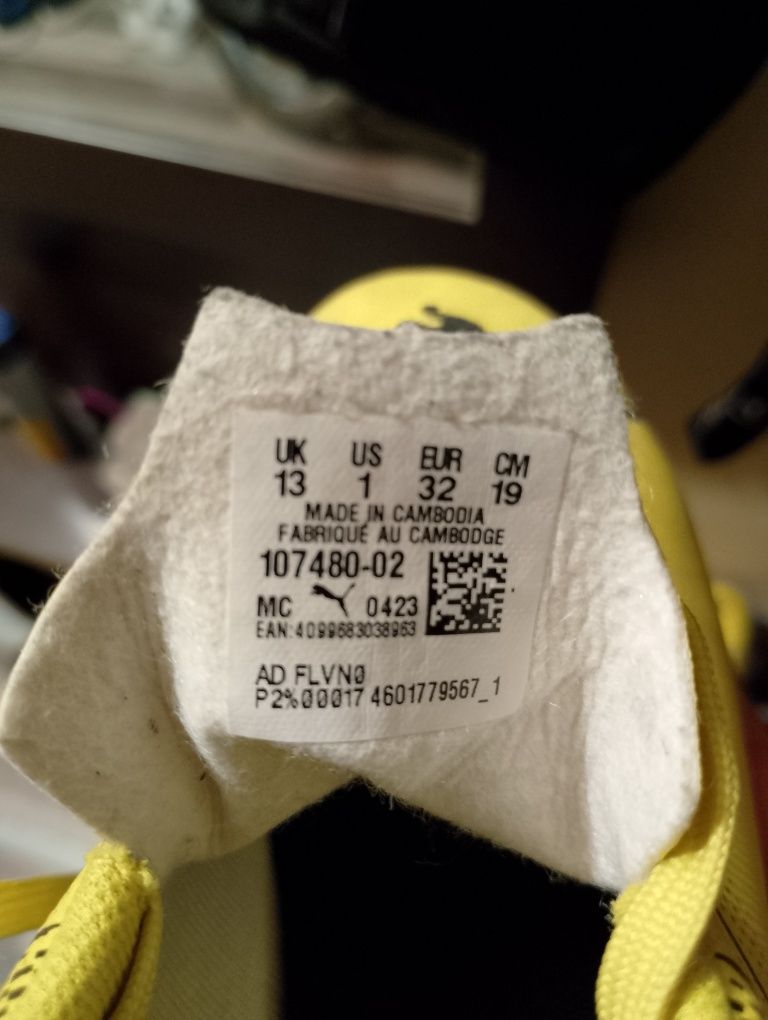 UK US EUR CM
13 1 32 19
MADE IN CAMBODIA
FABRIQUÉ AU CAMBODGE
107480-02
MC 0423
EAN:4099683038963
AD FLVN0
P2%00017 4601779567_1